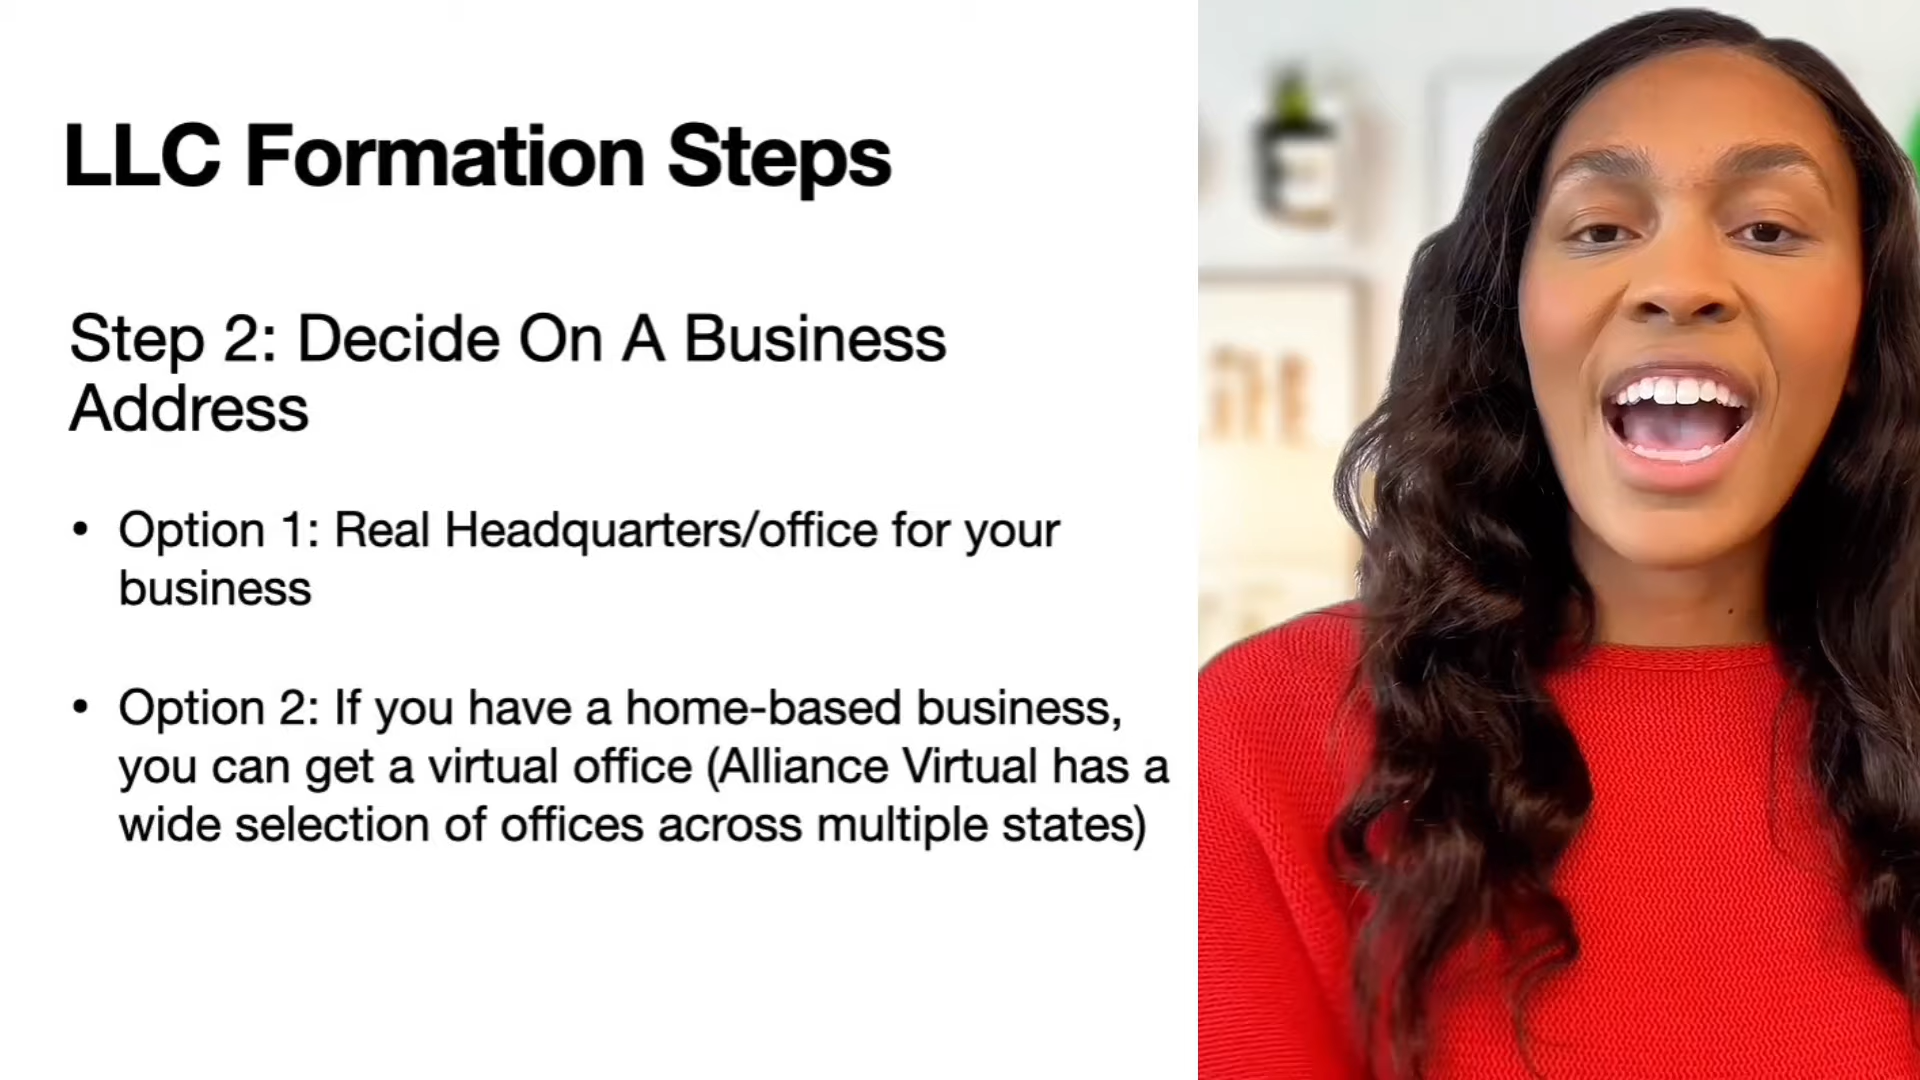 LLC Formation Steps
Step 2: Decide On A Business
Address
• Option 1: Real Headquarters/office for your
business
• Option 2: If you have a home-based business,
you can get a virtual office (Alliance Virtual has a
wide selection of offices across multiple states)